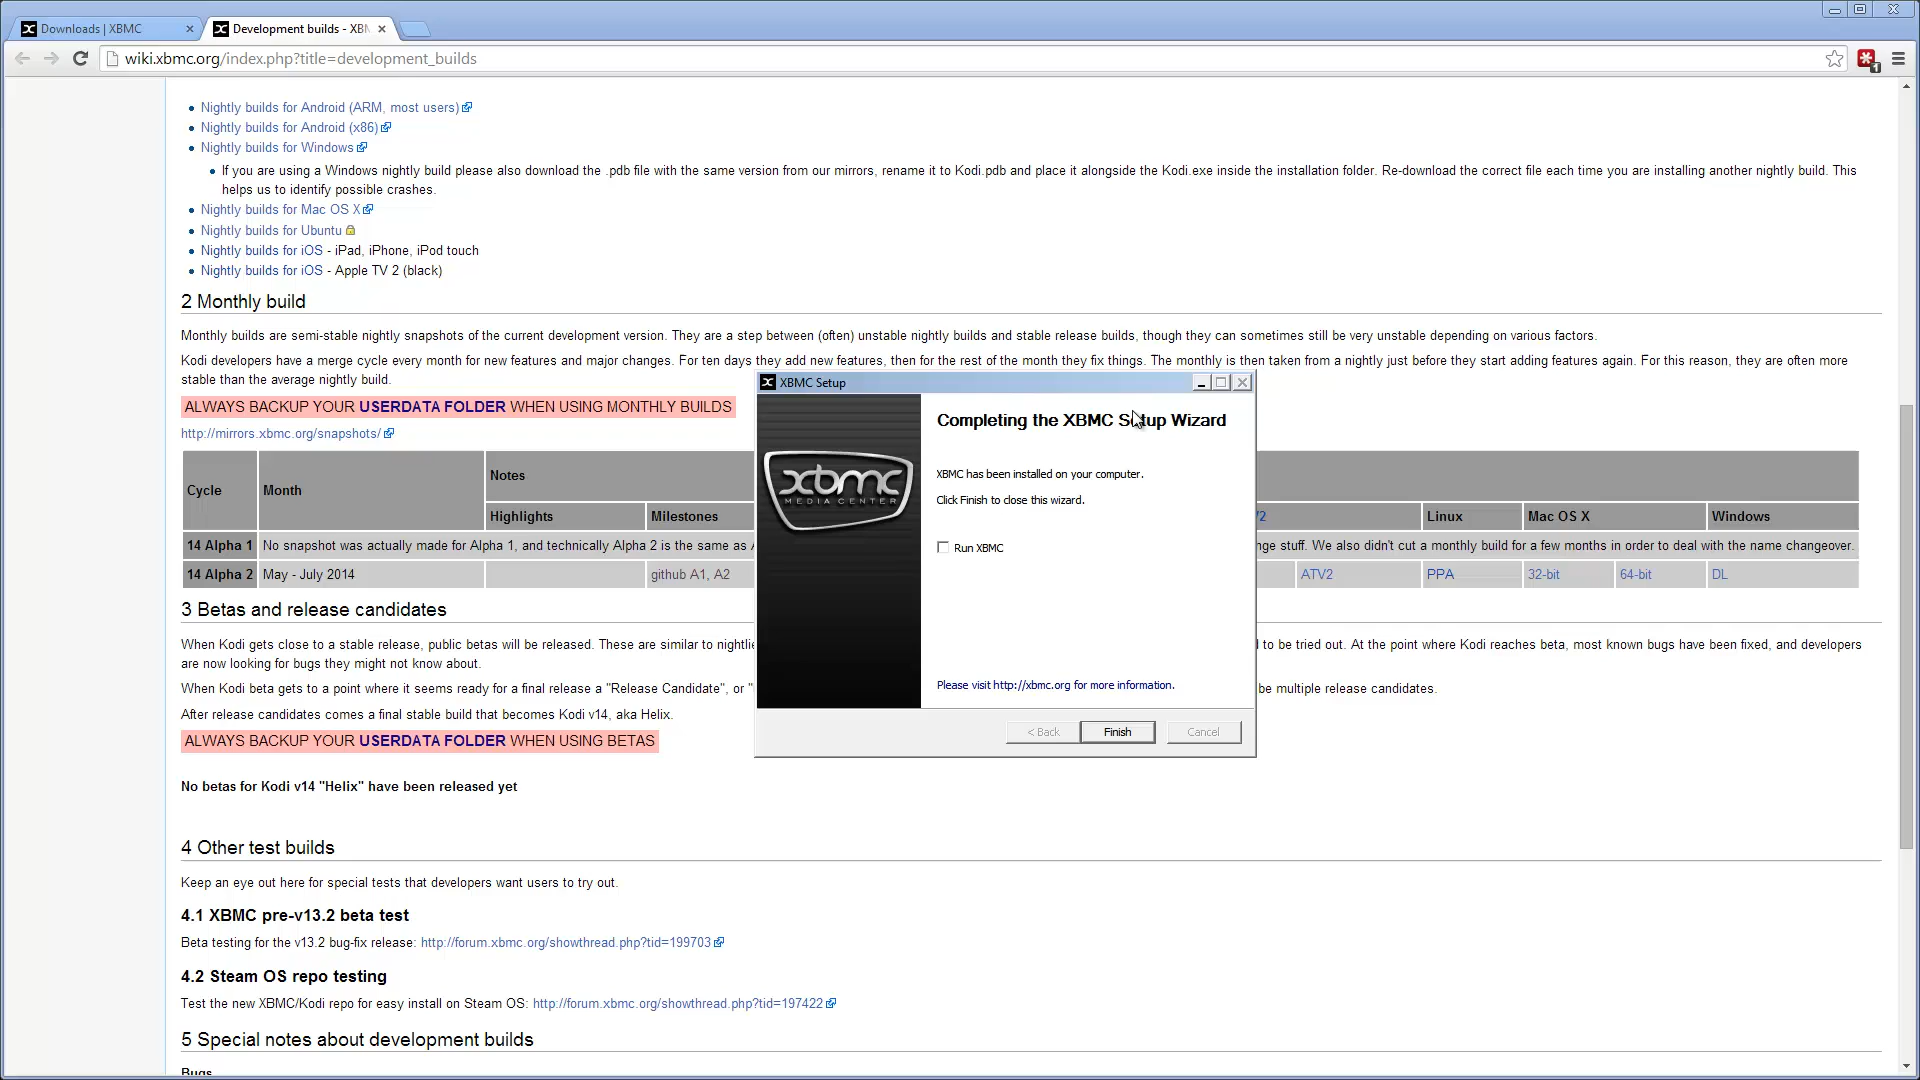 Downloads | XBMC
Development builds - XBM
wiki.xbmc.org/index.php?title=development_builds
1
Nightly builds for Android (ARM, most users)
Nightly builds for Android (x86)
Nightly builds for Windows
If you are using a Windows nightly build please also download the .pdb file with the same version from our mirrors, rename it to Kodi.pdb and place it alongside the Kodi.exe inside the installation folder. Re-download the correct file each time you are installing another nightly build. This
helps us to identify possible crashes.
Nightly builds for Mac OS X
Nightly builds for Ubuntu
Nightly builds for iOS - iPad, iPhone, iPod touch
Nightly builds for iOS - Apple TV 2 (black)
2 Monthly build
Monthly builds are semi-stable nightly snapshots of the current development version. They are a step between (often) unstable nightly builds and stable release builds, though they can sometimes still be very unstable depending on various factors.
Kodi developers have a merge cycle every month for new features and major changes. For ten days they add new features, then for the rest of the month they fix things. The monthly is then taken from a nightly just before they start adding features again. For this reason, they are often more
stable than the average nightly build.
ALWAYS BACKUP YOUR USERDATA FOLDER WHEN USING MONTHLY BUILDS
http://mirrors.xbmc.org/snapshots/
Cycle Month Notes
Highlights Milestones Linux Mac OS X Windows
14 Alpha 1 No snapshot was actually made for Alpha 1, and technically Alpha 2 is the same as stuff. We also didn't cut a monthly build for a few months in order to deal with the name changeover.
14 Alpha 2 May - July 2014 github A1, A2 ATV2 PPA 32-bit 64-bit DL
3 Betas and release candidates
When Kodi gets close to a stable release, public betas will be released. These are similar to to be tried out. At the point where Kodi reaches beta, most known bugs have been fixed, and developers
are now looking for bugs they might not know about.
When Kodi beta gets to a point where it seems ready for a final release a "Release Candidate", or " be multiple release candidates.
After release candidates comes a final stable build that becomes Kodi v14, aka Helix.
ALWAYS BACKUP YOUR USERDATA FOLDER WHEN USING BETAS
No betas for Kodi v14 "Helix" have been released yet
4 Other test builds
Keep an eye out here for special tests that developers want users to try out.
4.1 XBMC pre-v13.2 beta test
Beta testing for the v13.2 bug-fix release: http://forum.xbmc.org/showthread.php?tid=199703
4.2 Steam OS repo testing
Test the new XBMC/Kodi repo for easy install on Steam OS: http://forum.xbmc.org/showthread.php?tid=197422
5 Special notes about development builds
Bugs
XBMC Setup
xbmc
MEDIA CENTER
Completing the XBMC Setup Wizard
XBMC has been installed on your computer.
Click Finish to close this wizard.
Run XBMC
Please visit http://xbmc.org for more information.
< Back Finish Cancel